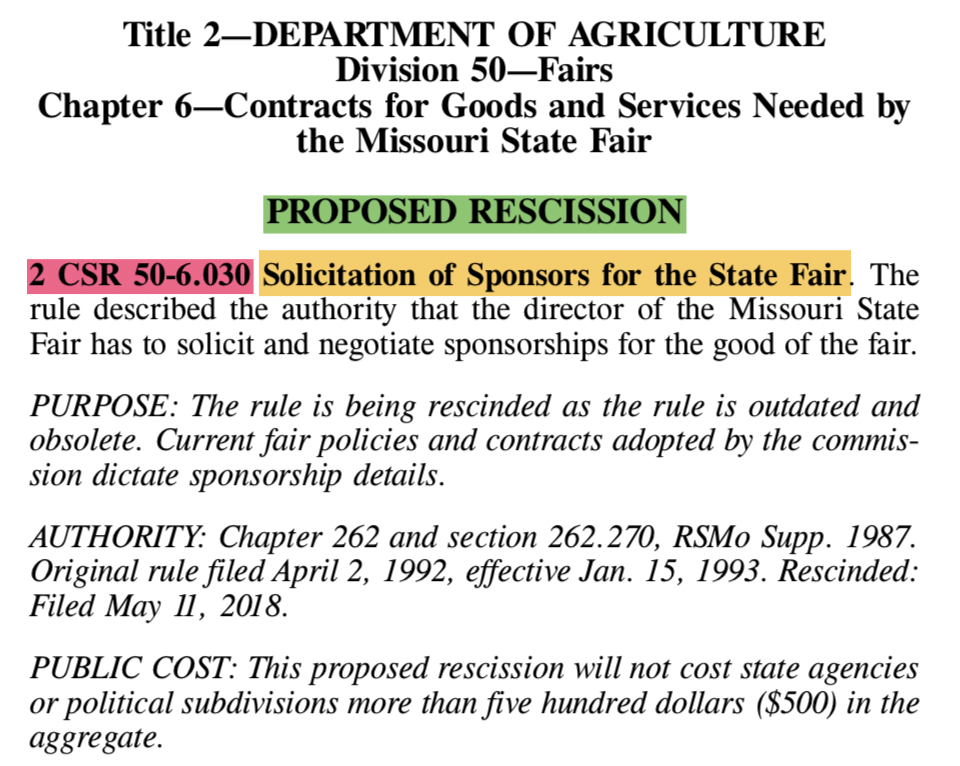 Title 2—DEPARTMENT OF AGRICULTURE
Division 50—Fairs
Chapter 6—Contracts for Goods and Services Needed by
the Missouri State Fair
PROPOSED RESCISSION
2 CSR 50-6.030 Solicitation of Sponsors for the State Fair. The
rule described the authority that the director of the Missouri State
Fair has to solicit and negotiate sponsorships for the good of the fair.
PURPOSE: The rule is being rescinded as the rule is outdated and
obsolete. Current fair policies and contracts adopted by the commis-
sion dictate sponsorship details.
AUTHORITY: Chapter 262 and section 262.270, RSMo Supp. 1987.
Original rule filed April 2, 1992, effective Jan. 15, 1993. Rescinded:
Filed May 11, 2018.
PUBLIC COST: This proposed rescission will not cost state agencies
or political subdivisions more than five hundred dollars ($500) in the
aggregate.